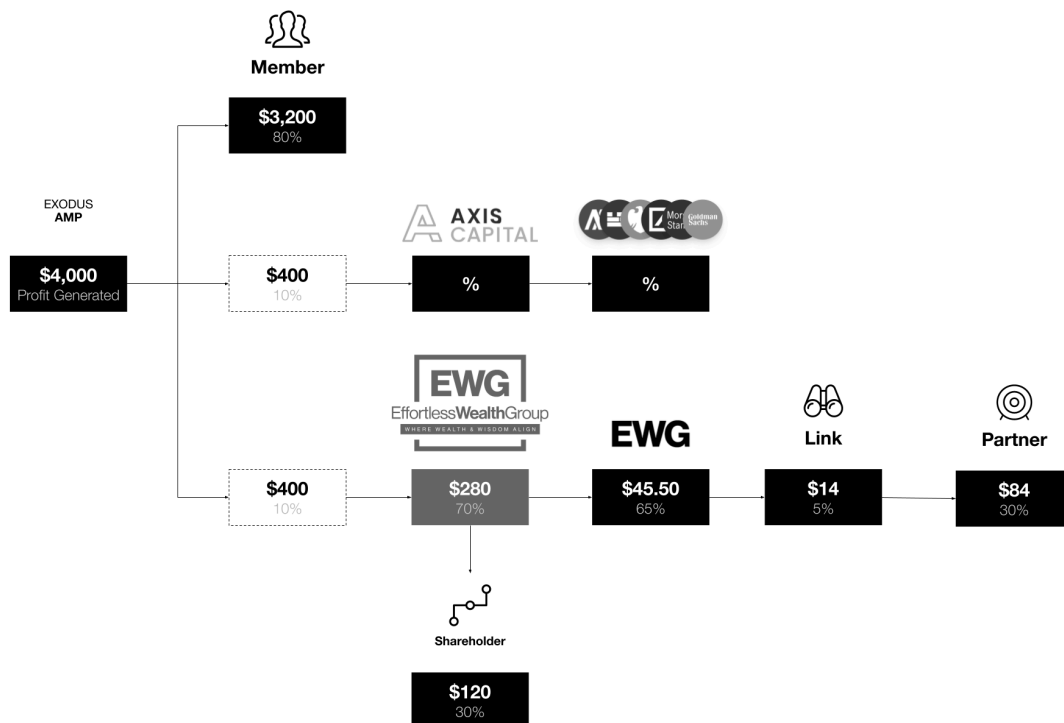 Member
$3,200
80%
EXODUS
AMP
$4,000
Profit Generated
$400
10%
AXIS
CAPITAL
%
Goldman
Sachs
%
EWG
EffortlessWealthGroup
WHERE WEALTH & WISDOM ALIGN
EWG
Link
Partner
$400
10%
$280
70%
$45.50
65%
$14
5%
$84
30%
Shareholder
$120
30%